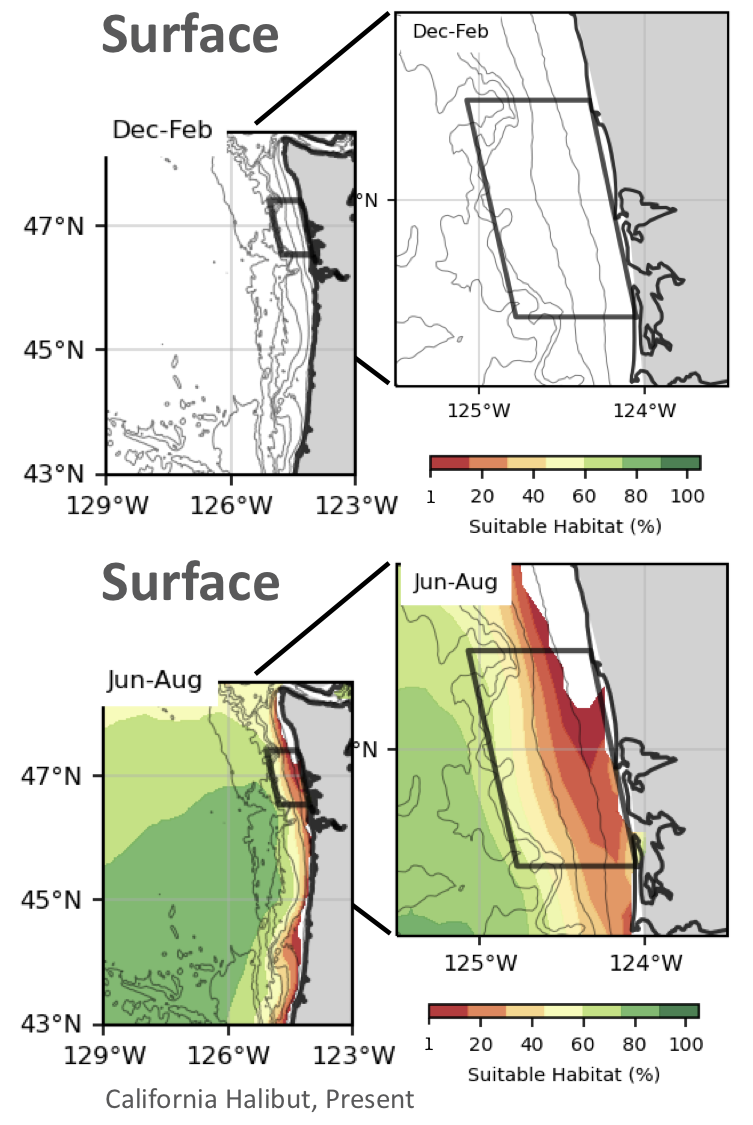 Surface
Dec-Feb
Dec-Feb
47°N
°N
45°N
43°N
129°W 126°W 123°W
125°W 124°W
1 20 40 60 80 100
Suitable Habitat (%)
Surface
Jun-Aug
Jun-Aug
47°N
°N
45°N
43°N
129°W 126°W 123°W
125°W 124°W
1 20 40 60 80 100
Suitable Habitat (%)
California Halibut, Present